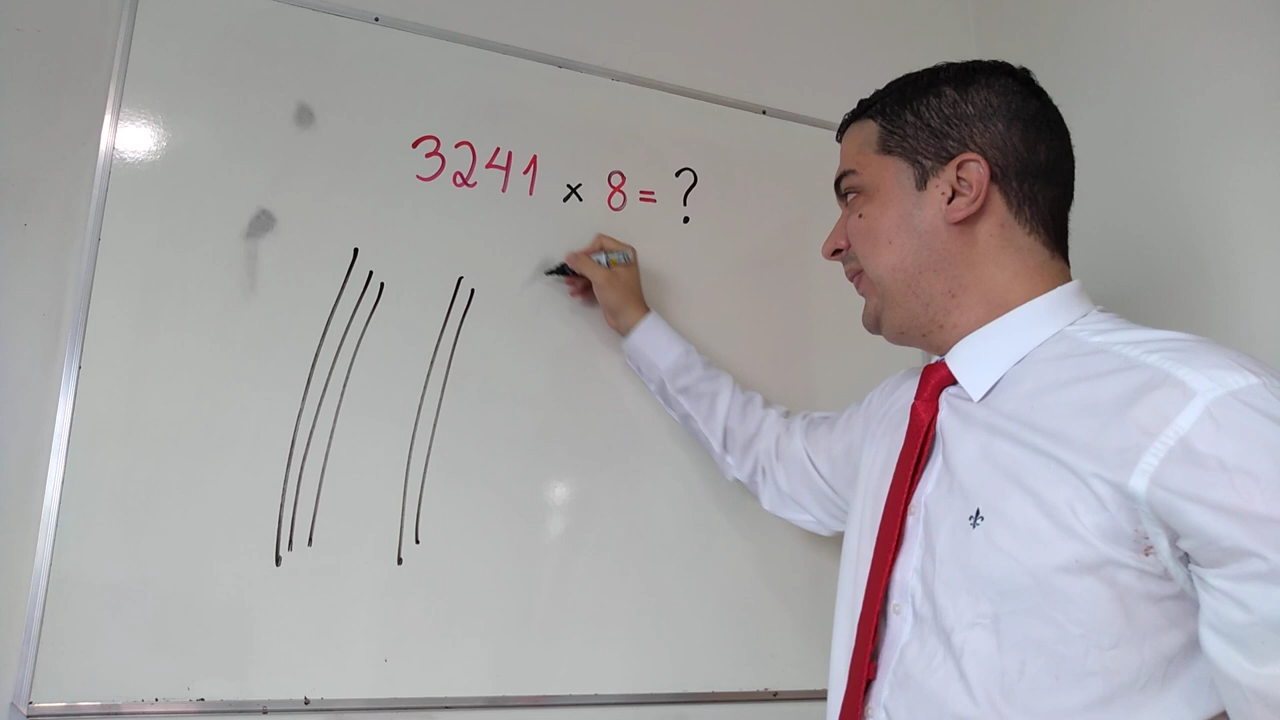 3241 × 8 = ?